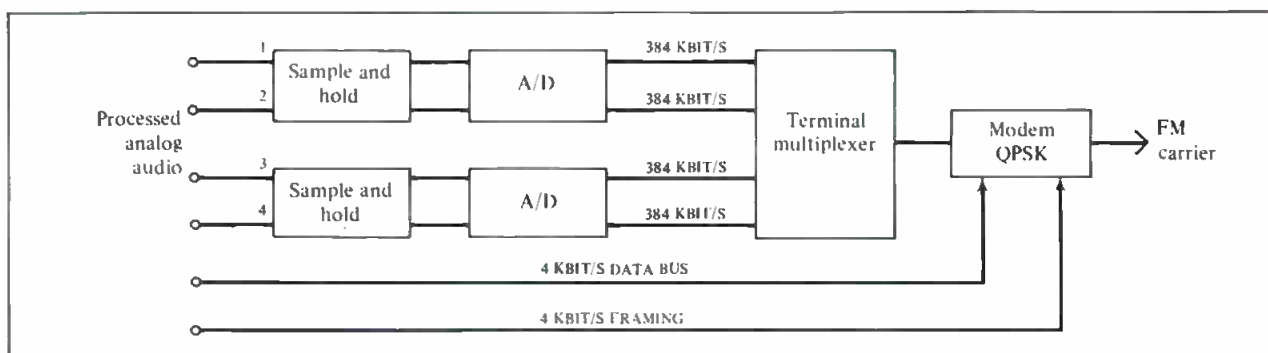 1
2
Processed
analog
audio
3
4
Sample and
hold
Sample and
hold
A/D
A/D
384 KBIT/S
384 KBIT/S
384 KBIT/S
384 KBIT/S
Terminal
multiplexer
Modem
QPSK
FM
carrier
4 KBIT/S DATA BUS
4 KBIT/S FRAMING